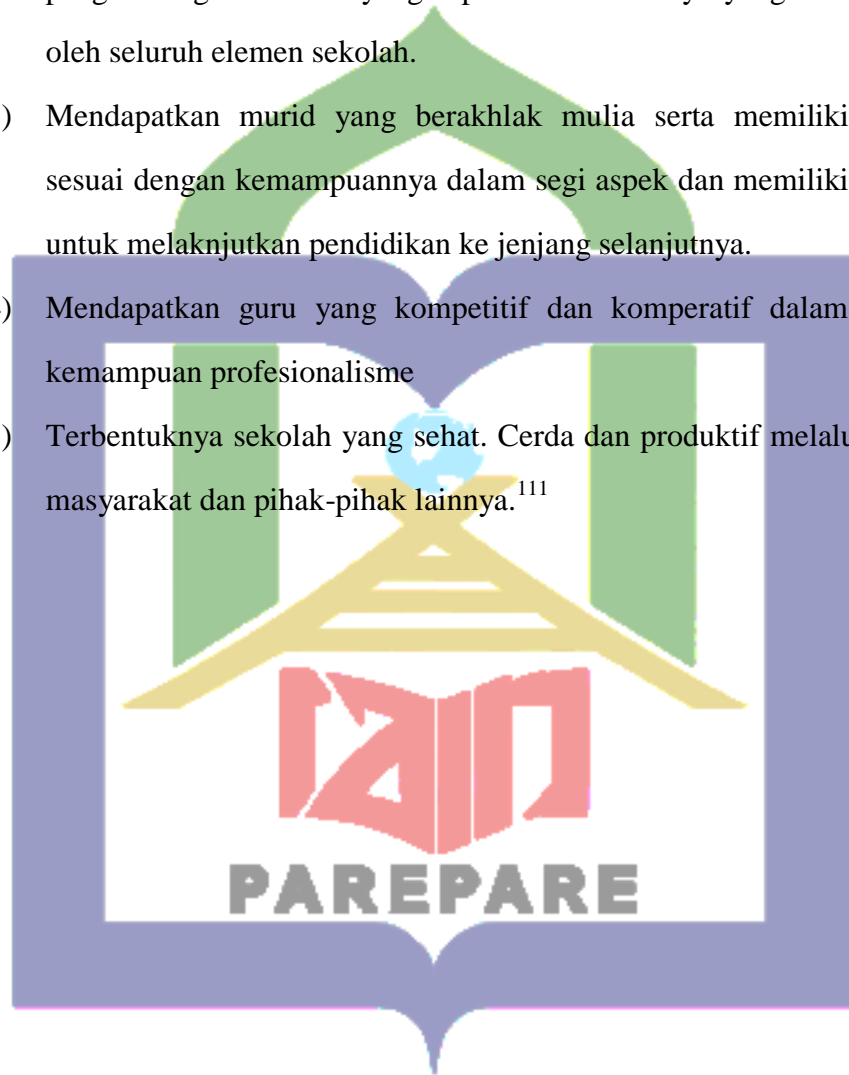 oleh seluruh elemen sekolah.
) Mendapatkan murid yang berakhlak mulia serta memiliki
sesuai dengan kemampuannya dalam segi aspek dan memiliki
untuk melaknjutkan pendidikan ke jenjang selanjutnya.
) Mendapatkan guru yang kompetitif dan komperatif dalam
kemampuan profesionalisme
) Terbentuknya sekolah yang sehat. Cerda dan produktif melalu
masyarakat dan pihak-pihak lainnya.111
iain
PAREPARE